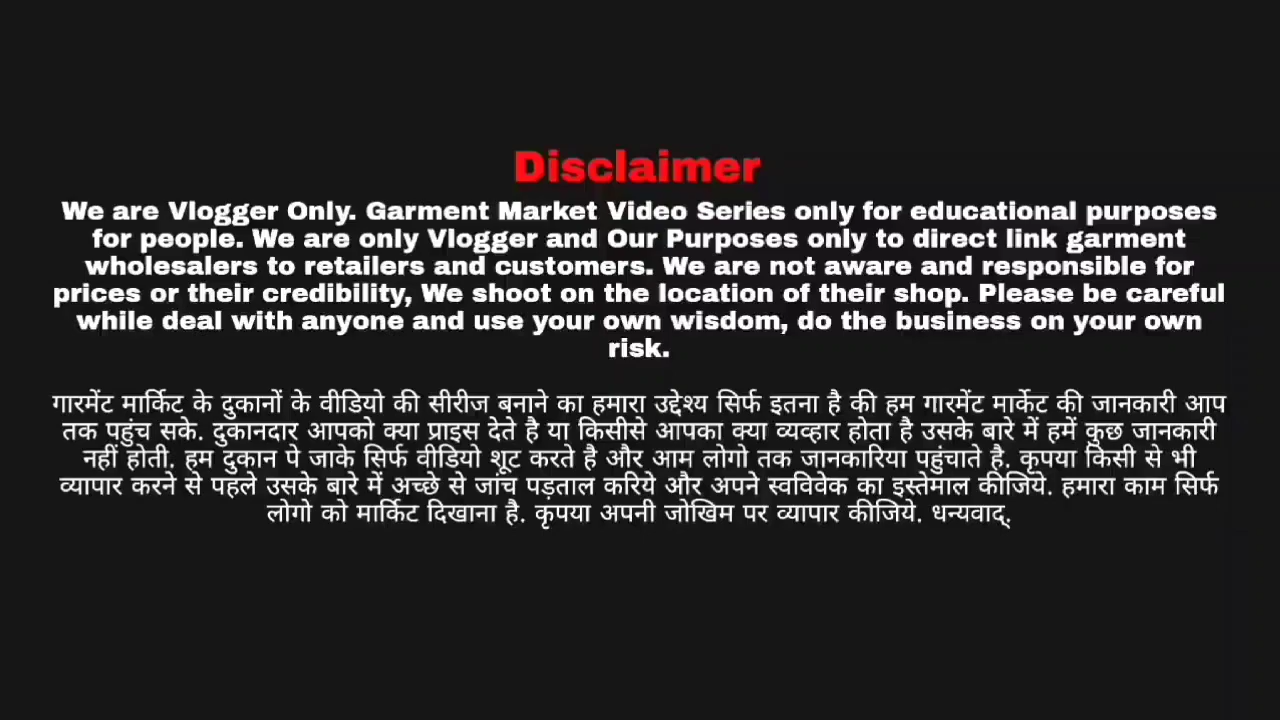 Disclaimer
We are Vlogger Only. Garment Market Video Series only for educational purposes
for people. We are only Vlogger and Our Purposes only to direct link garment
wholesalers to retailers and customers. We are not aware and responsible for
prices or their credibility, We shoot on the location of their shop. Please be careful
while deal with anyone and use your own wisdom, do the business on your own
risk.
गारमेंट मार्किट के दुकानों के वीडियो की सीरीज बनाने का हमारा उद्देश्य सिर्फ इतना है की हम गारमेंट मार्केट की जानकारी आप
तक पहुंच सके. दुकानदार आपको क्या प्राइस देते है या किसीसे आपका क्या व्यव्हार होता है उसके बारे में हमें कुछ जानकारी
नहीं होती. हम दुकान पे जाके सिर्फ वीडियो शूट करते है और आम लोगो तक जानकारिया पहुंचाते है. कृपया किसी से भी
व्यापार करने से पहले उसके बारे में अच्छे से जांच पड़ताल करिये और अपने स्वविवेक का इस्तेमाल कीजिये. हमारा काम सिर्फ
लोगो को मार्किट दिखाना है. कृपया अपनी जोखिम पर व्यापार कीजिये. धन्यवाद्.